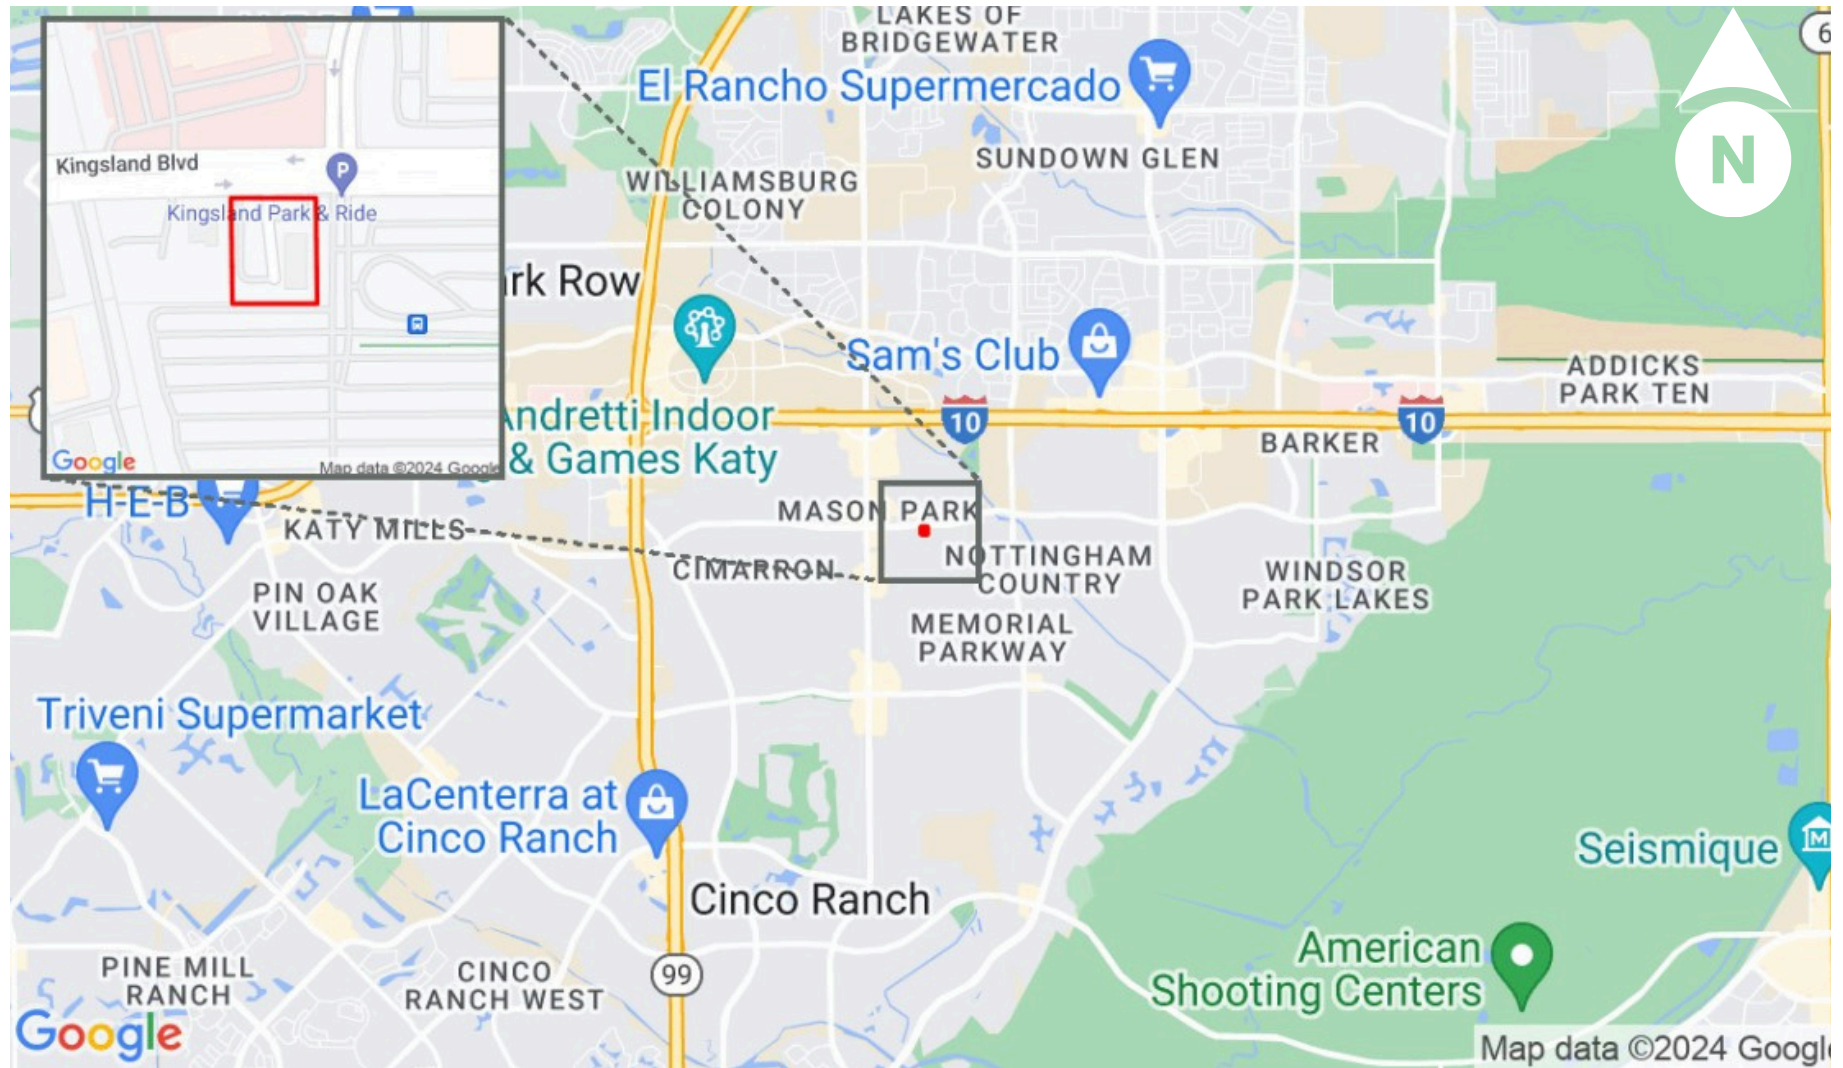 LAKES OF
BRIDGEWATER
6
El Rancho Supermercado
N
Kingsland Blvd
P
SUNDOWN GLEN
WILLIAMSBURG
COLONY
Kingsland Park & Ride
rk Row
Sam's Club
ADDICKS
PARK TEN
Andretti Indoor
& Games Katy
10
10
BARKER
Google
Map data ©2024 Google
H-E-B
KATY MILLS
MASON PARK
CIMARRON
NOTTINGHAM
COUNTRY
WINDSOR
PARK LAKES
PIN OAK
VILLAGE
MEMORIAL
PARKWAY
Triveni Supermarket
LaCenterra at
Cinco Ranch
M
Seismique
Cinco Ranch
American
Shooting Centers
PINE MILL
RANCH
CINCO
RANCH WEST
99
Google
Map data ©2024 Google